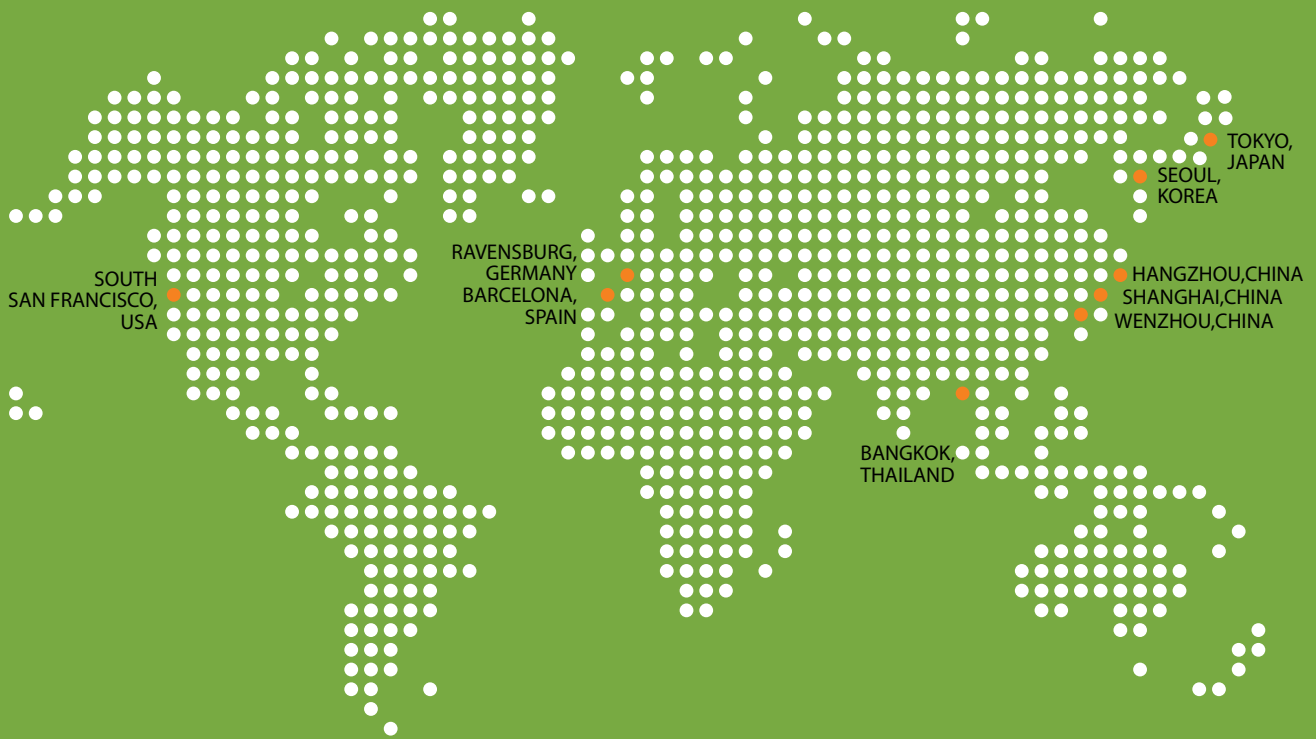 TOKYO,
JAPAN
SEOUL,
KOREA
RAVENSBURG,
GERMANY
BARCELONA,
SPAIN
SOUTH
SAN FRANCISCO,
USA
HANGZHOU,CHINA
SHANGHAI,CHINA
WENZHOU,CHINA
BANGKOK,
THAILAND